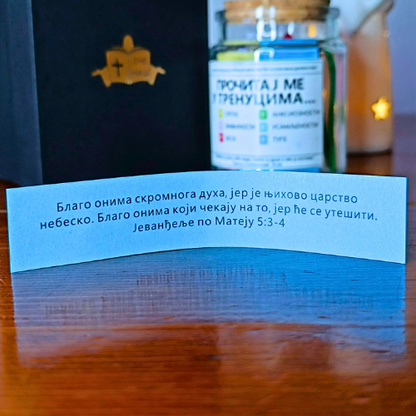 ПРОЧИТАЈ МЕ
У ТРЕНУЦИМА...
Благо онима скромнога духа, јер је њихово царство
небеско. Благо онима који чекају на то, јер ће се утешити.
Јеванђеље по Матеју 5:3-4